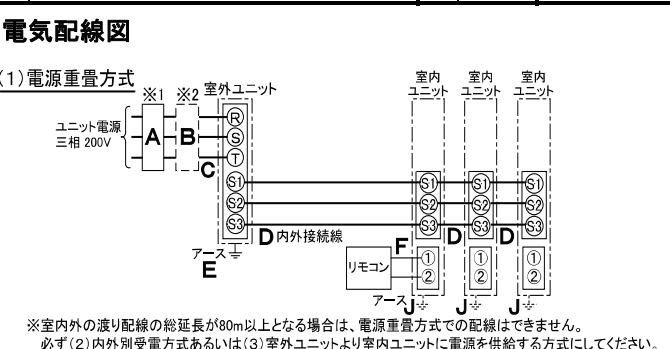 電気配線図
(1)電源重畳方式
※1 ※2 室外ユニット
室内ユニット 室内ユニット 室内ユニット
ユニット電源
三相 200V
A B C
R
S
T
S1 S1 S1 S1
S2 S2 S2 S2
S3 S3 S3 S3
D 内外接続線 D D
アース
E
F
リモコン
① ① ①
② ② ②
アース J J J
※室内外の渡り配線の総延長が80m以上となる場合は、電源重畳方式での配線はできません。
必ず(2)内外別受電方式あるいは(3)室外ユニットより室内ユニットに電源を供給する方式にしてください。